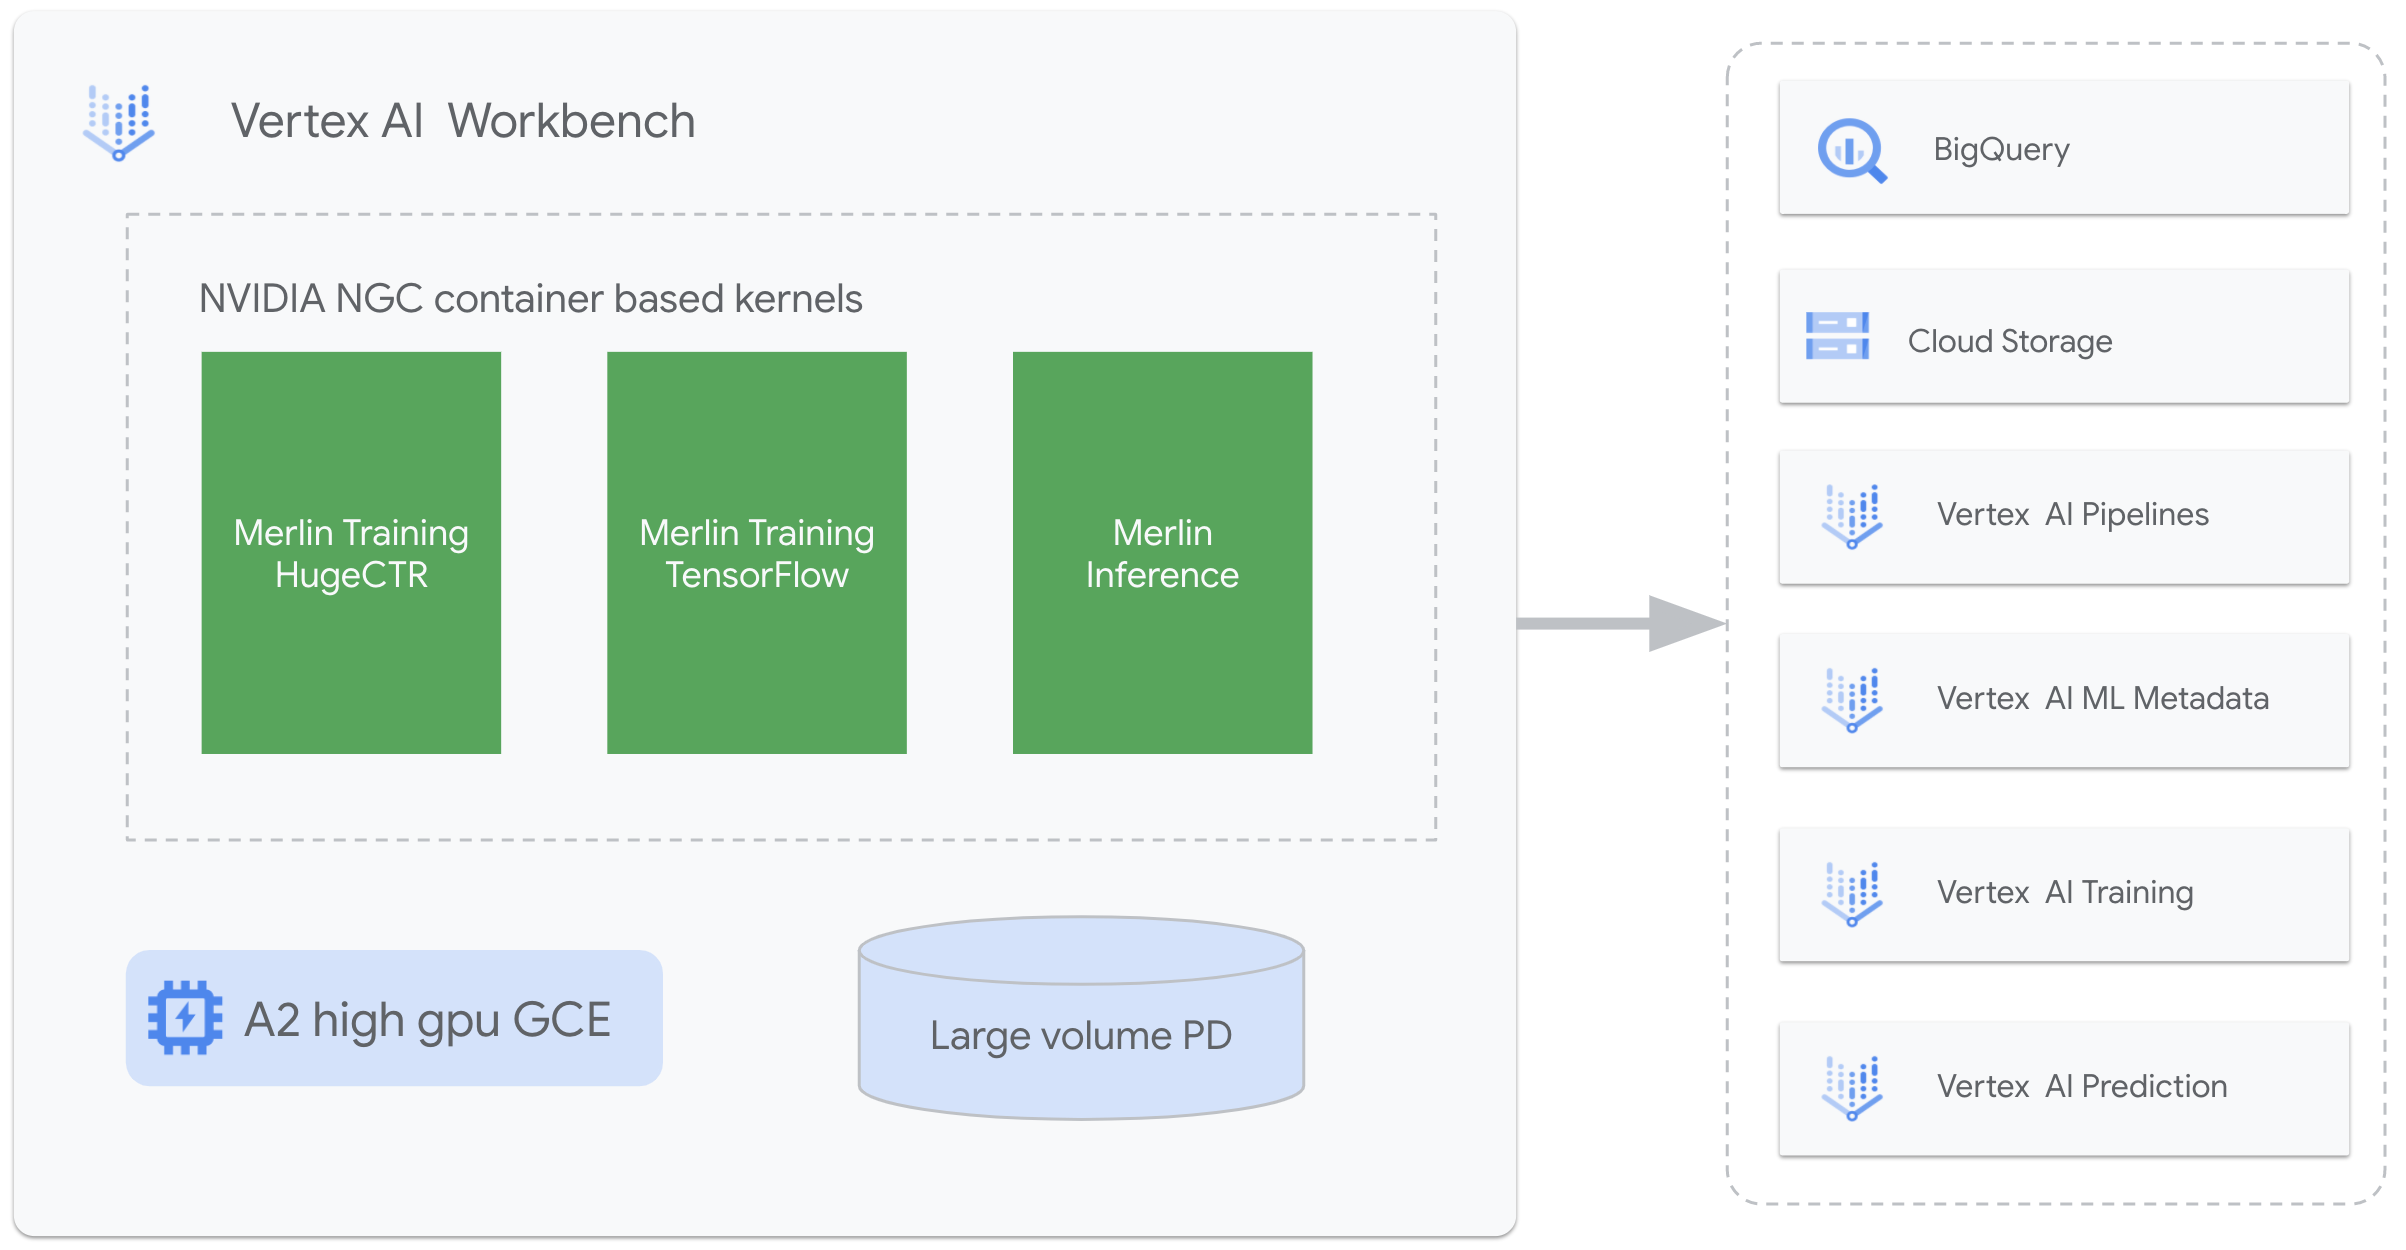 Vertex AI Workbench
NVIDIA NGC container based kernels
Merlin Training
HugeCTR
Merlin Training
TensorFlow
Merlin
Inference
A2 high gpu GCE
Large volume PD
BigQuery
Cloud Storage
Vertex AI Pipelines
Vertex AI ML Metadata
Vertex AI Training
Vertex AI Prediction